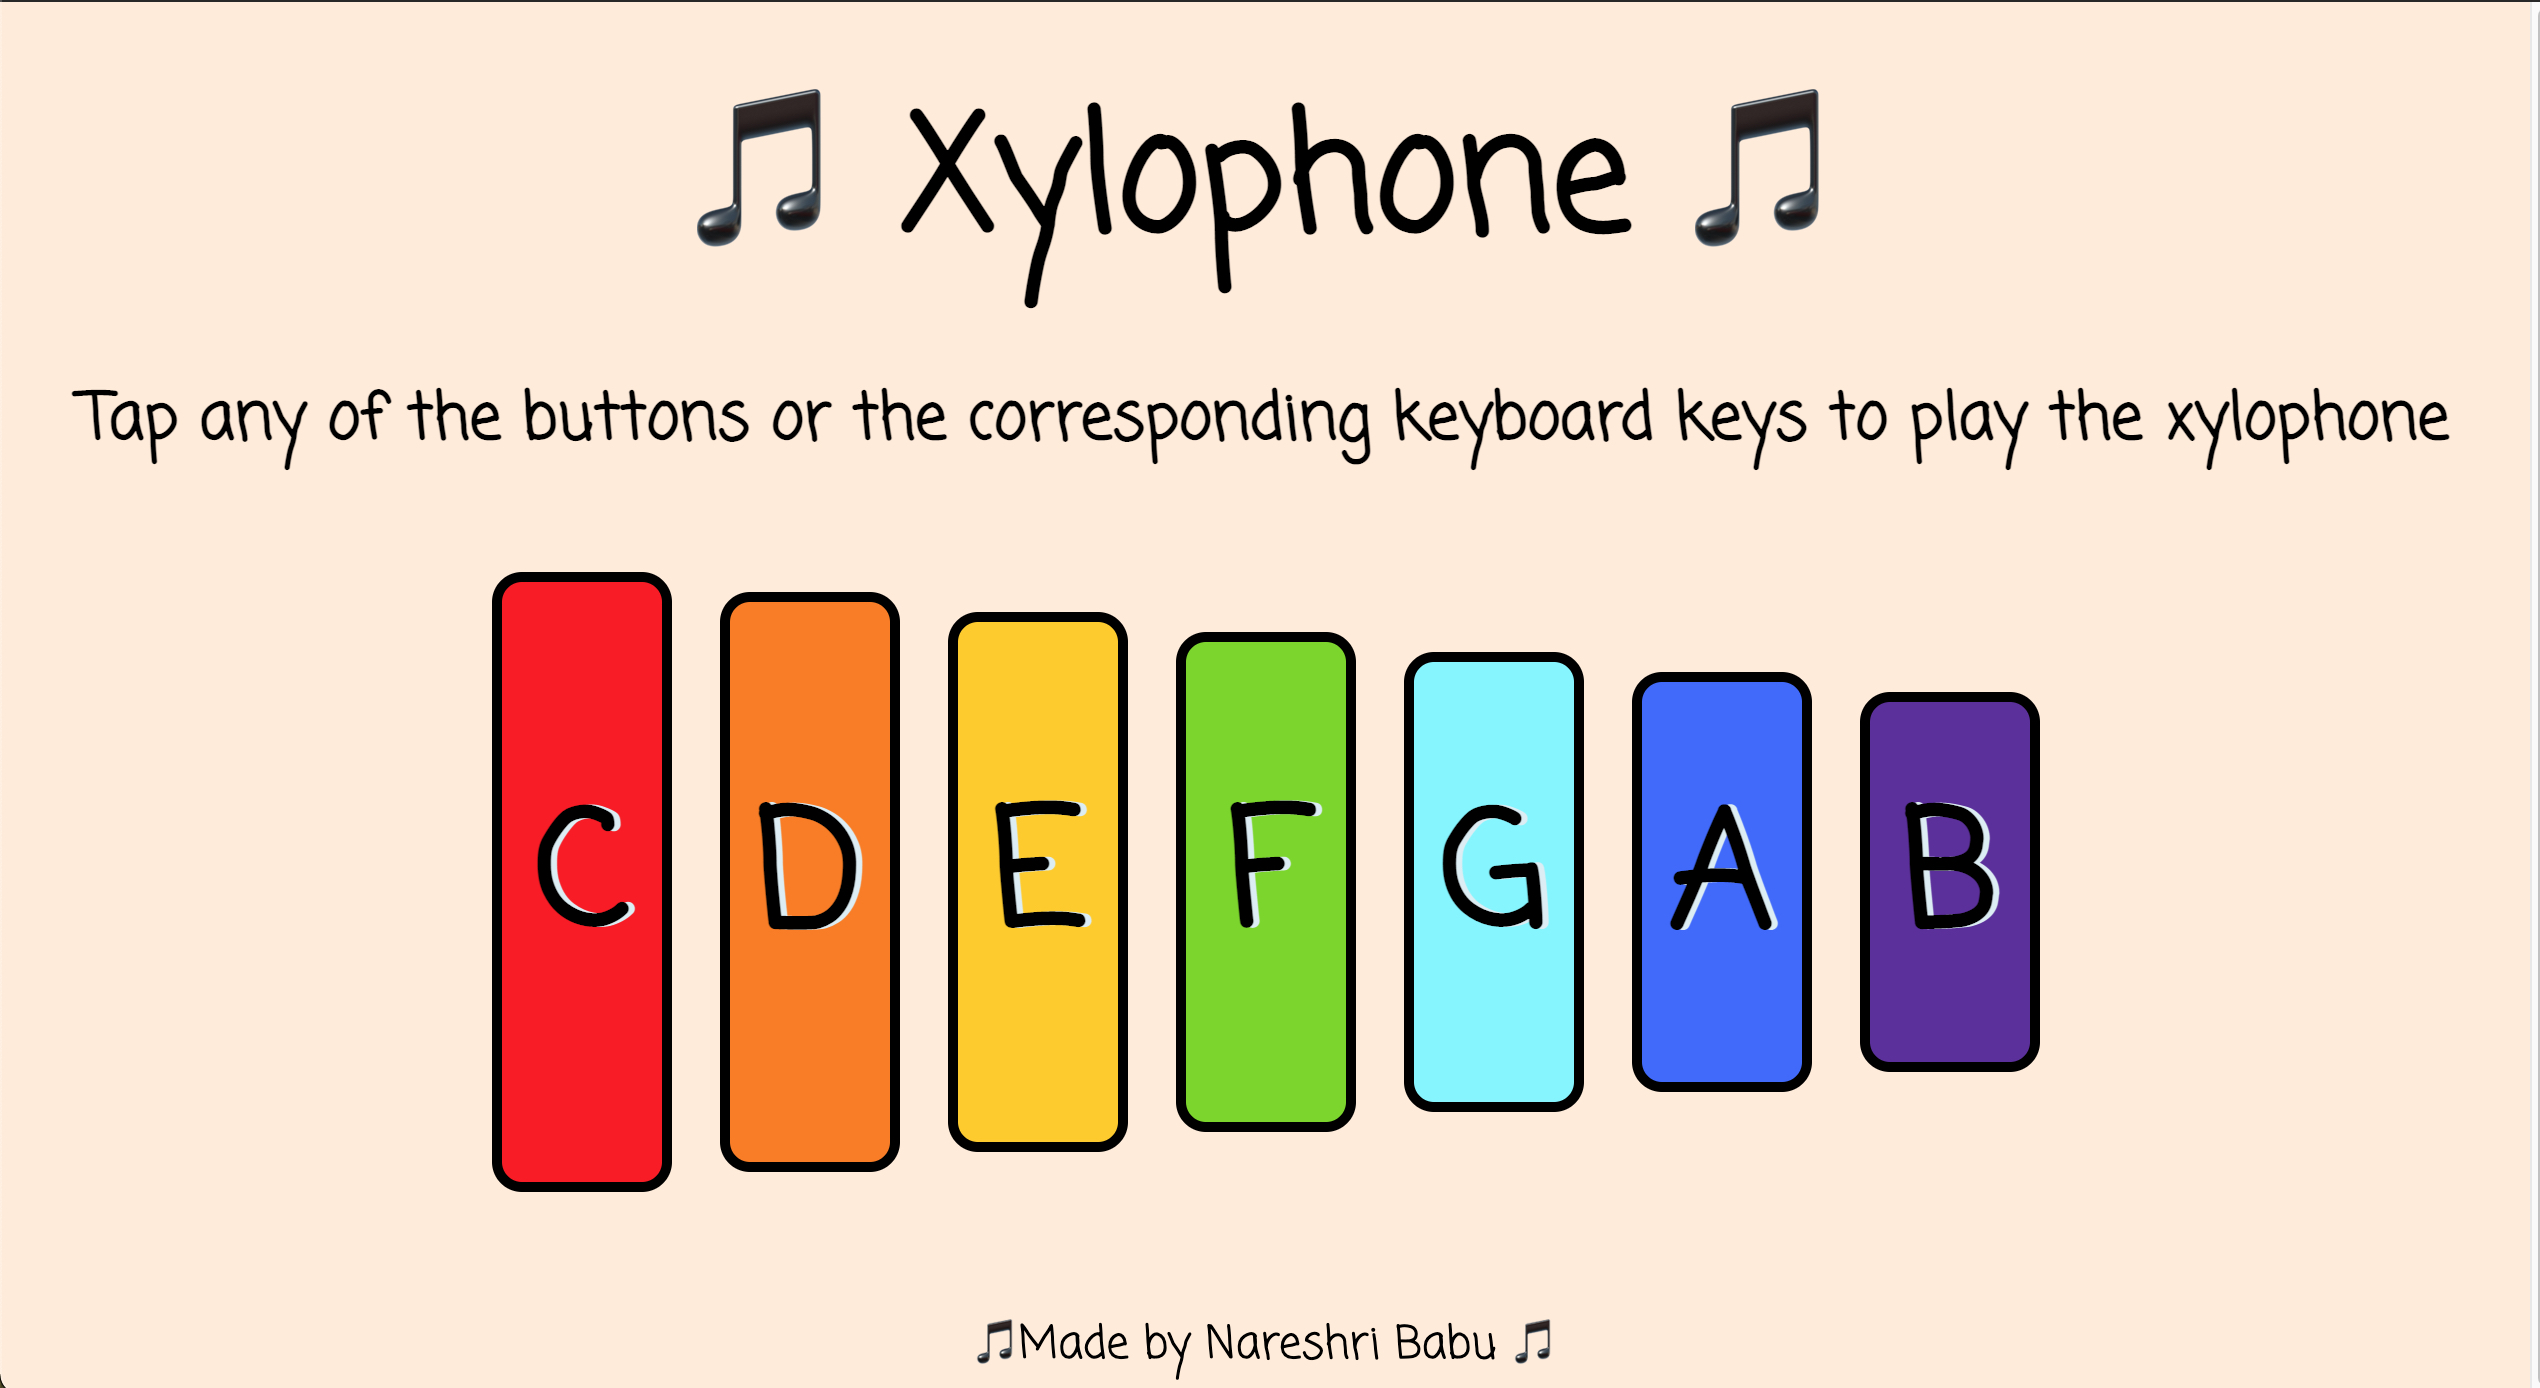 🎵 Xylophone 🎵
Tap any of the buttons or the corresponding keyboard keys to play the xylophone
C D E F G A B
🎵Made by Nareshri Babu 🎵